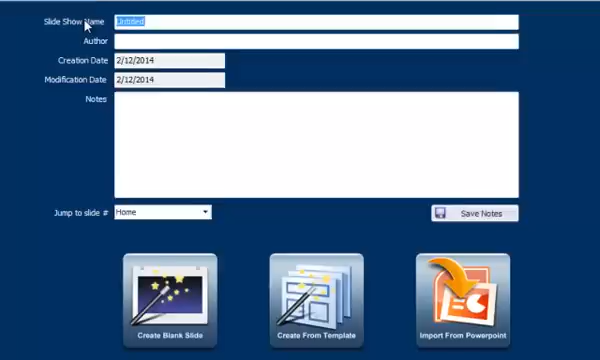 Slide Show Name Untitled
Author
Creation Date 2/12/2014
Modification Date 2/12/2014
Notes
Jump to slide # Home Save Notes
Create Blank Slide Create From Template Import From Powerpoint